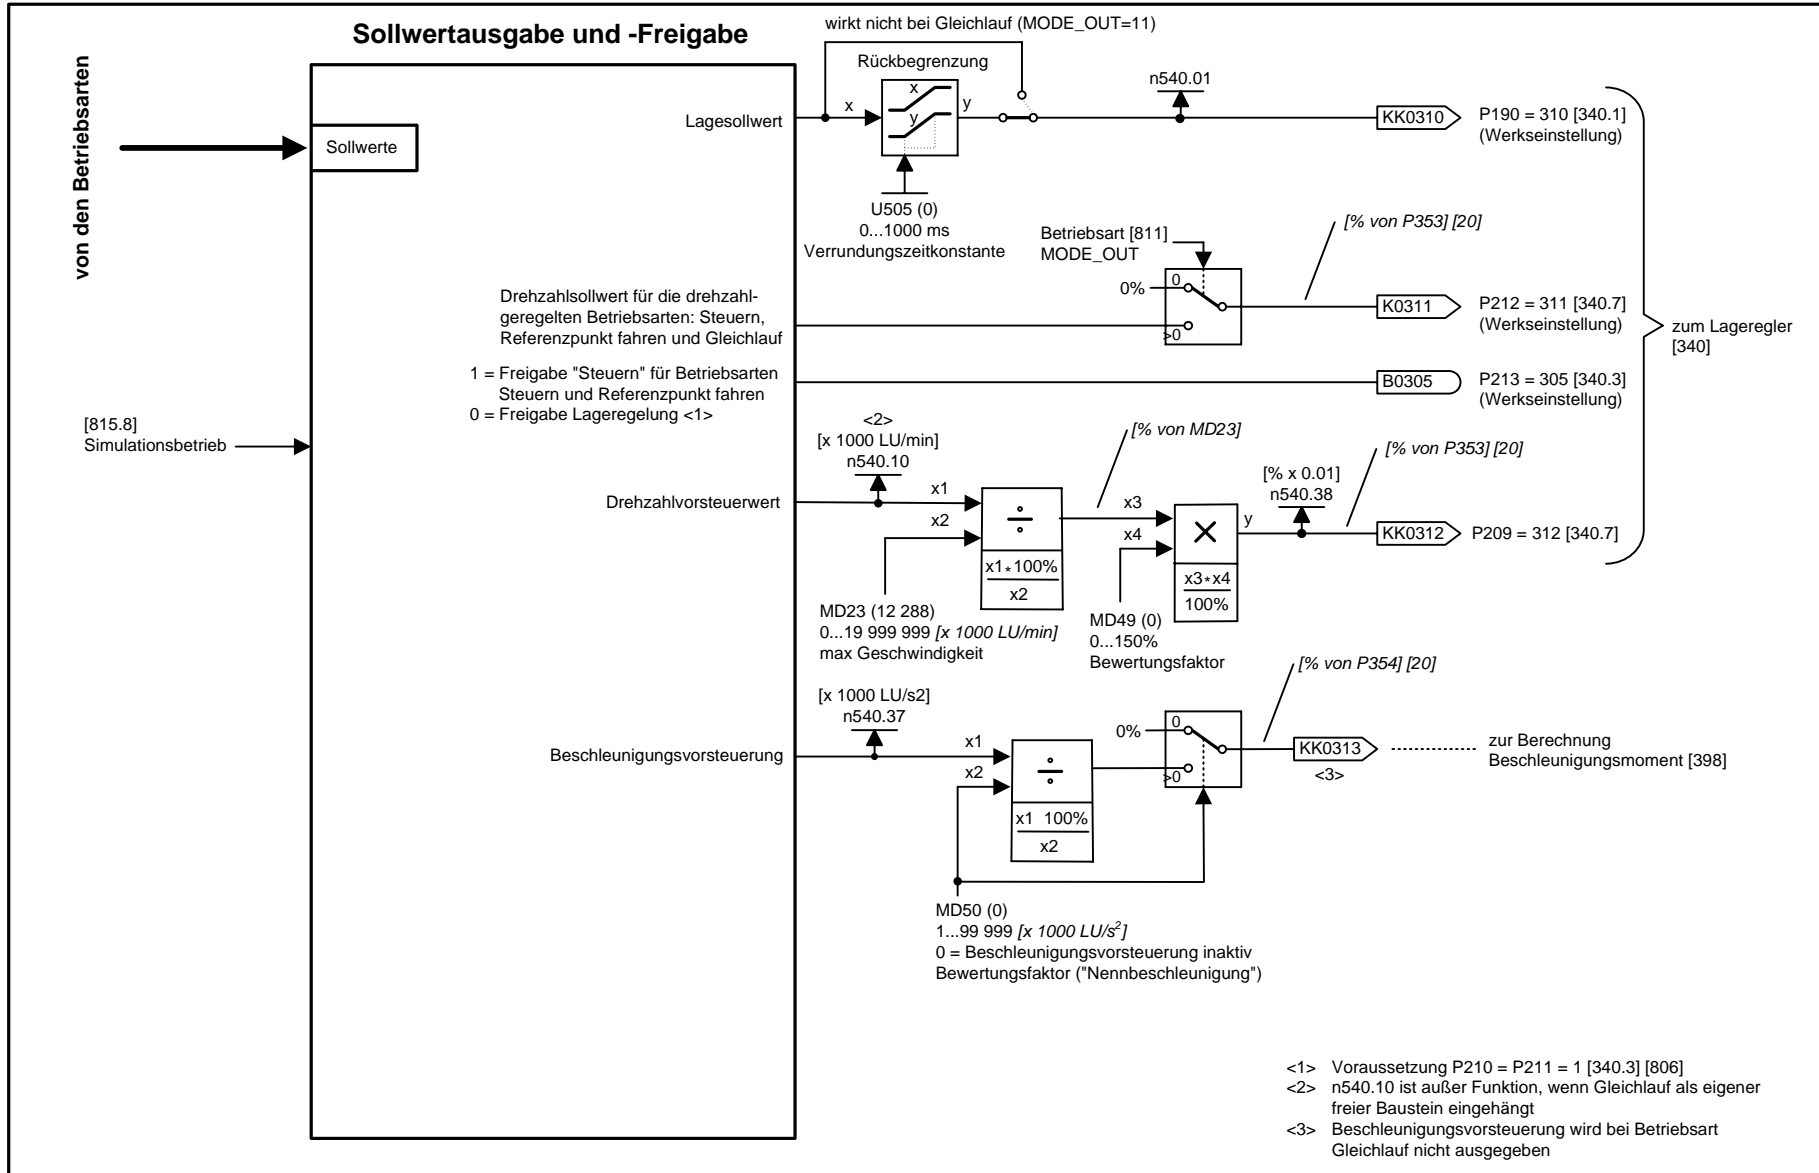 Sollwertausgabe und -Freigabe
von den Betriebsarten
Sollwerte
[815.8]
Simulationsbetrieb
wirkt nicht bei Gleichlauf (MODE_OUT=11)
Rückbegrenzung
Lagesollwert
x
x
y
y
n540.01
KK0310
P190 = 310 [340.1]
(Werkseinstellung)
U505 (0)
0...1000 ms
Verrundungszeitkonstante
Betriebsart [811]
MODE_OUT
[% von P353] [20]
Drehzahlsollwert für die drehzahl-
geregelten Betriebsarten: Steuern,
Referenzpunkt fahren und Gleichlauf
0%
0
>0
K0311
P212 = 311 [340.7]
(Werkseinstellung)
zum Lageregler
[340]
1 = Freigabe "Steuern" für Betriebsarten
Steuern und Referenzpunkt fahren
0 = Freigabe Lageregelung <1>
B0305
P213 = 305 [340.3]
(Werkseinstellung)
<2>
[x 1000 LU/min]
n540.10
[% von MD23]
[% von P353] [20]
[% x 0.01]
n540.38
Drehzahlvorsteuerwert
x1
x2
÷
x1*100%
x2
x3
x4
×
x3*x4
100%
y
KK0312
P209 = 312 [340.7]
MD23 (12 288)
0...19 999 999 [x 1000 LU/min]
max Geschwindigkeit
MD49 (0)
0...150%
Bewertungsfaktor
[% von P354] [20]
[x 1000 LU/s2]
n540.37
Beschleunigungsvorsteuerung
x1
x2
÷
x1 100%
x2
0%
0
>0
KK0313
<3>
zur Berechnung
Beschleunigungsmoment [398]
MD50 (0)
1...99 999 [x 1000 LU/s²]
0 = Beschleunigungsvorsteuerung inaktiv
Bewertungsfaktor ("Nennbeschleunigung")
<1> Voraussetzung P210 = P211 = 1 [340.3] [806]
<2> n540.10 ist außer Funktion, wenn Gleichlauf als eigener
freier Baustein eingehängt
<3> Beschleunigungsvorsteuerung wird bei Betriebsart
Gleichlauf nicht ausgegeben